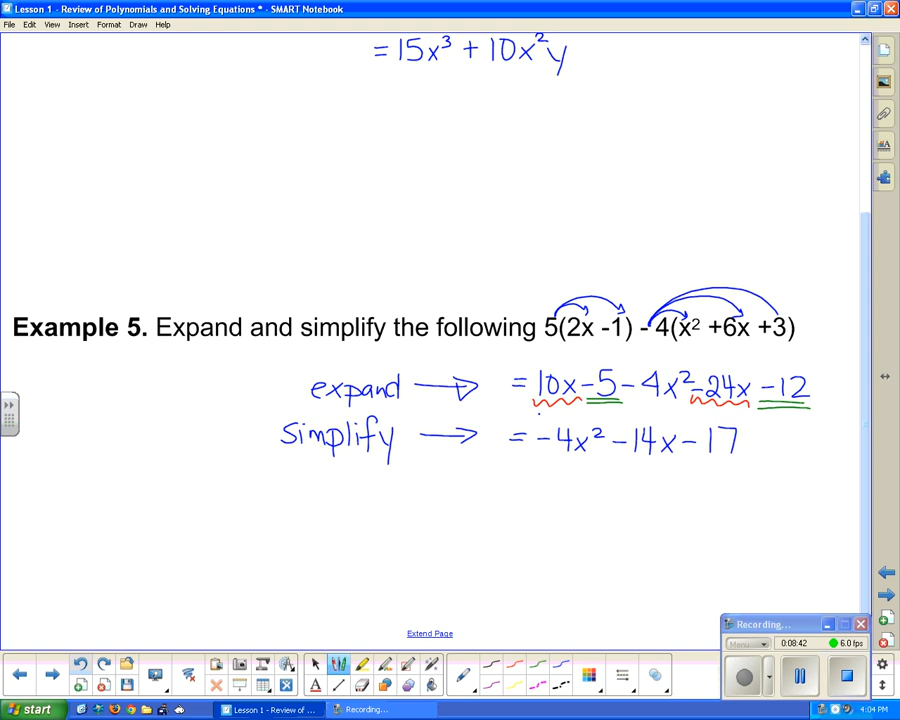 Lesson 1 - Review of Polynomials and Solving Equations * - SMART Notebook
File Edit View Insert Format Draw Help
= 15x³ + 10x²y
Example 5. Expand and simplify the following 5(2x -1) - 4(x² +6x +3)
expand → = 10x - 5 - 4x² - 24x - 12
simplify → = -4x² - 14x - 17
Extend Page
Recording...
Menu 0:08:42 6.0 fps
start Lesson 1 - Review of ... Recording... 4:04 PM